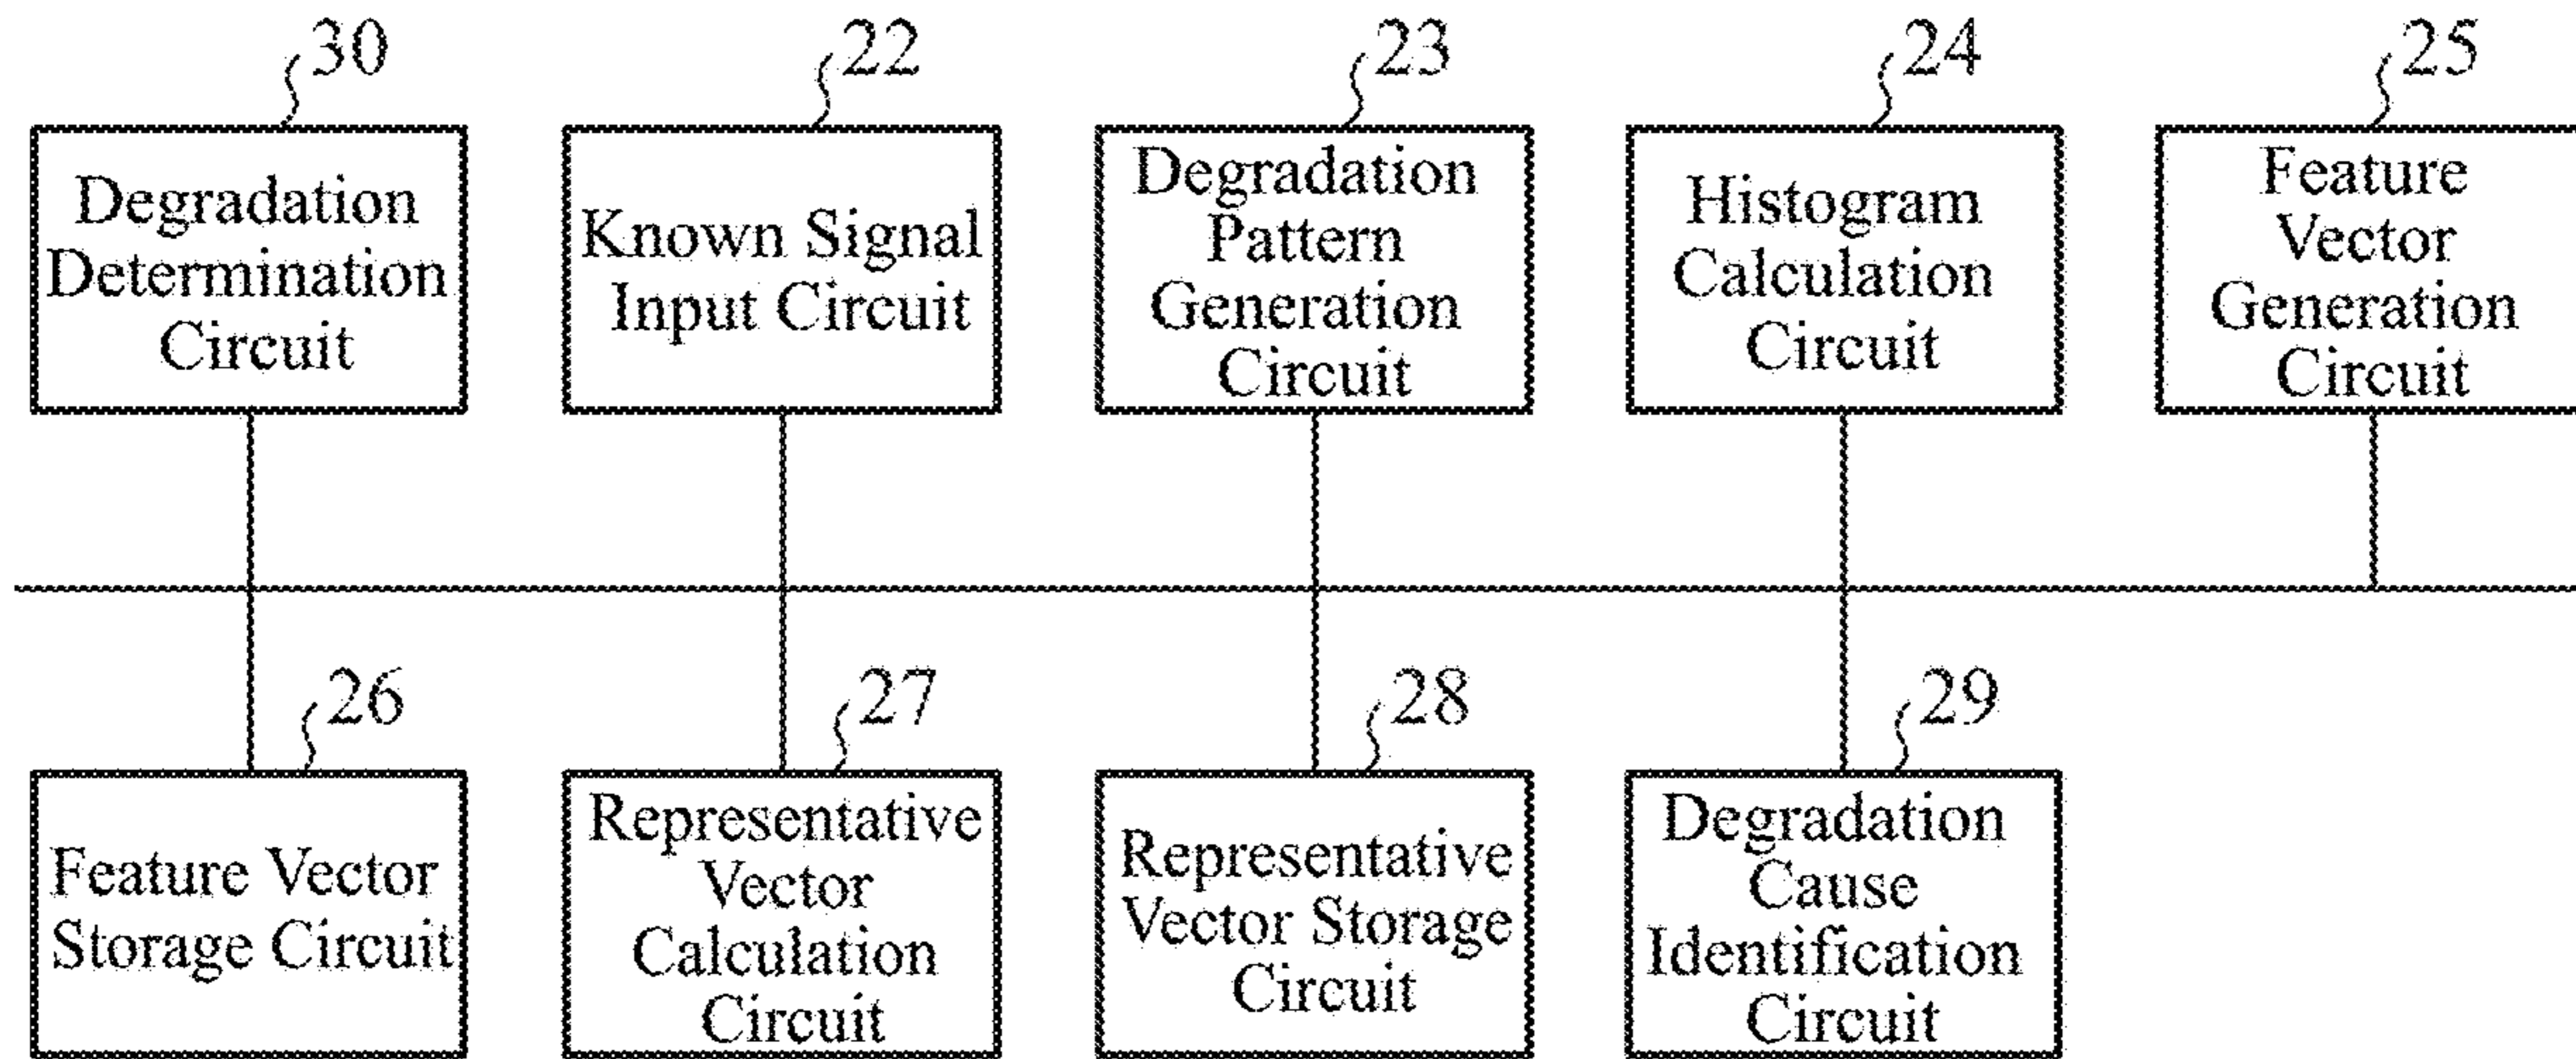 30
22
23
24
25
Degradation
Determination
Circuit
Known Signal
Input Circuit
Degradation
Pattern
Generation
Circuit
Histogram
Calculation
Circuit
Feature
Vector
Generation
Circuit
26
27
28
29
Feature Vector
Storage Circuit
Representative
Vector
Calculation
Circuit
Representative
Vector Storage
Circuit
Degradation
Cause
Identification
Circuit